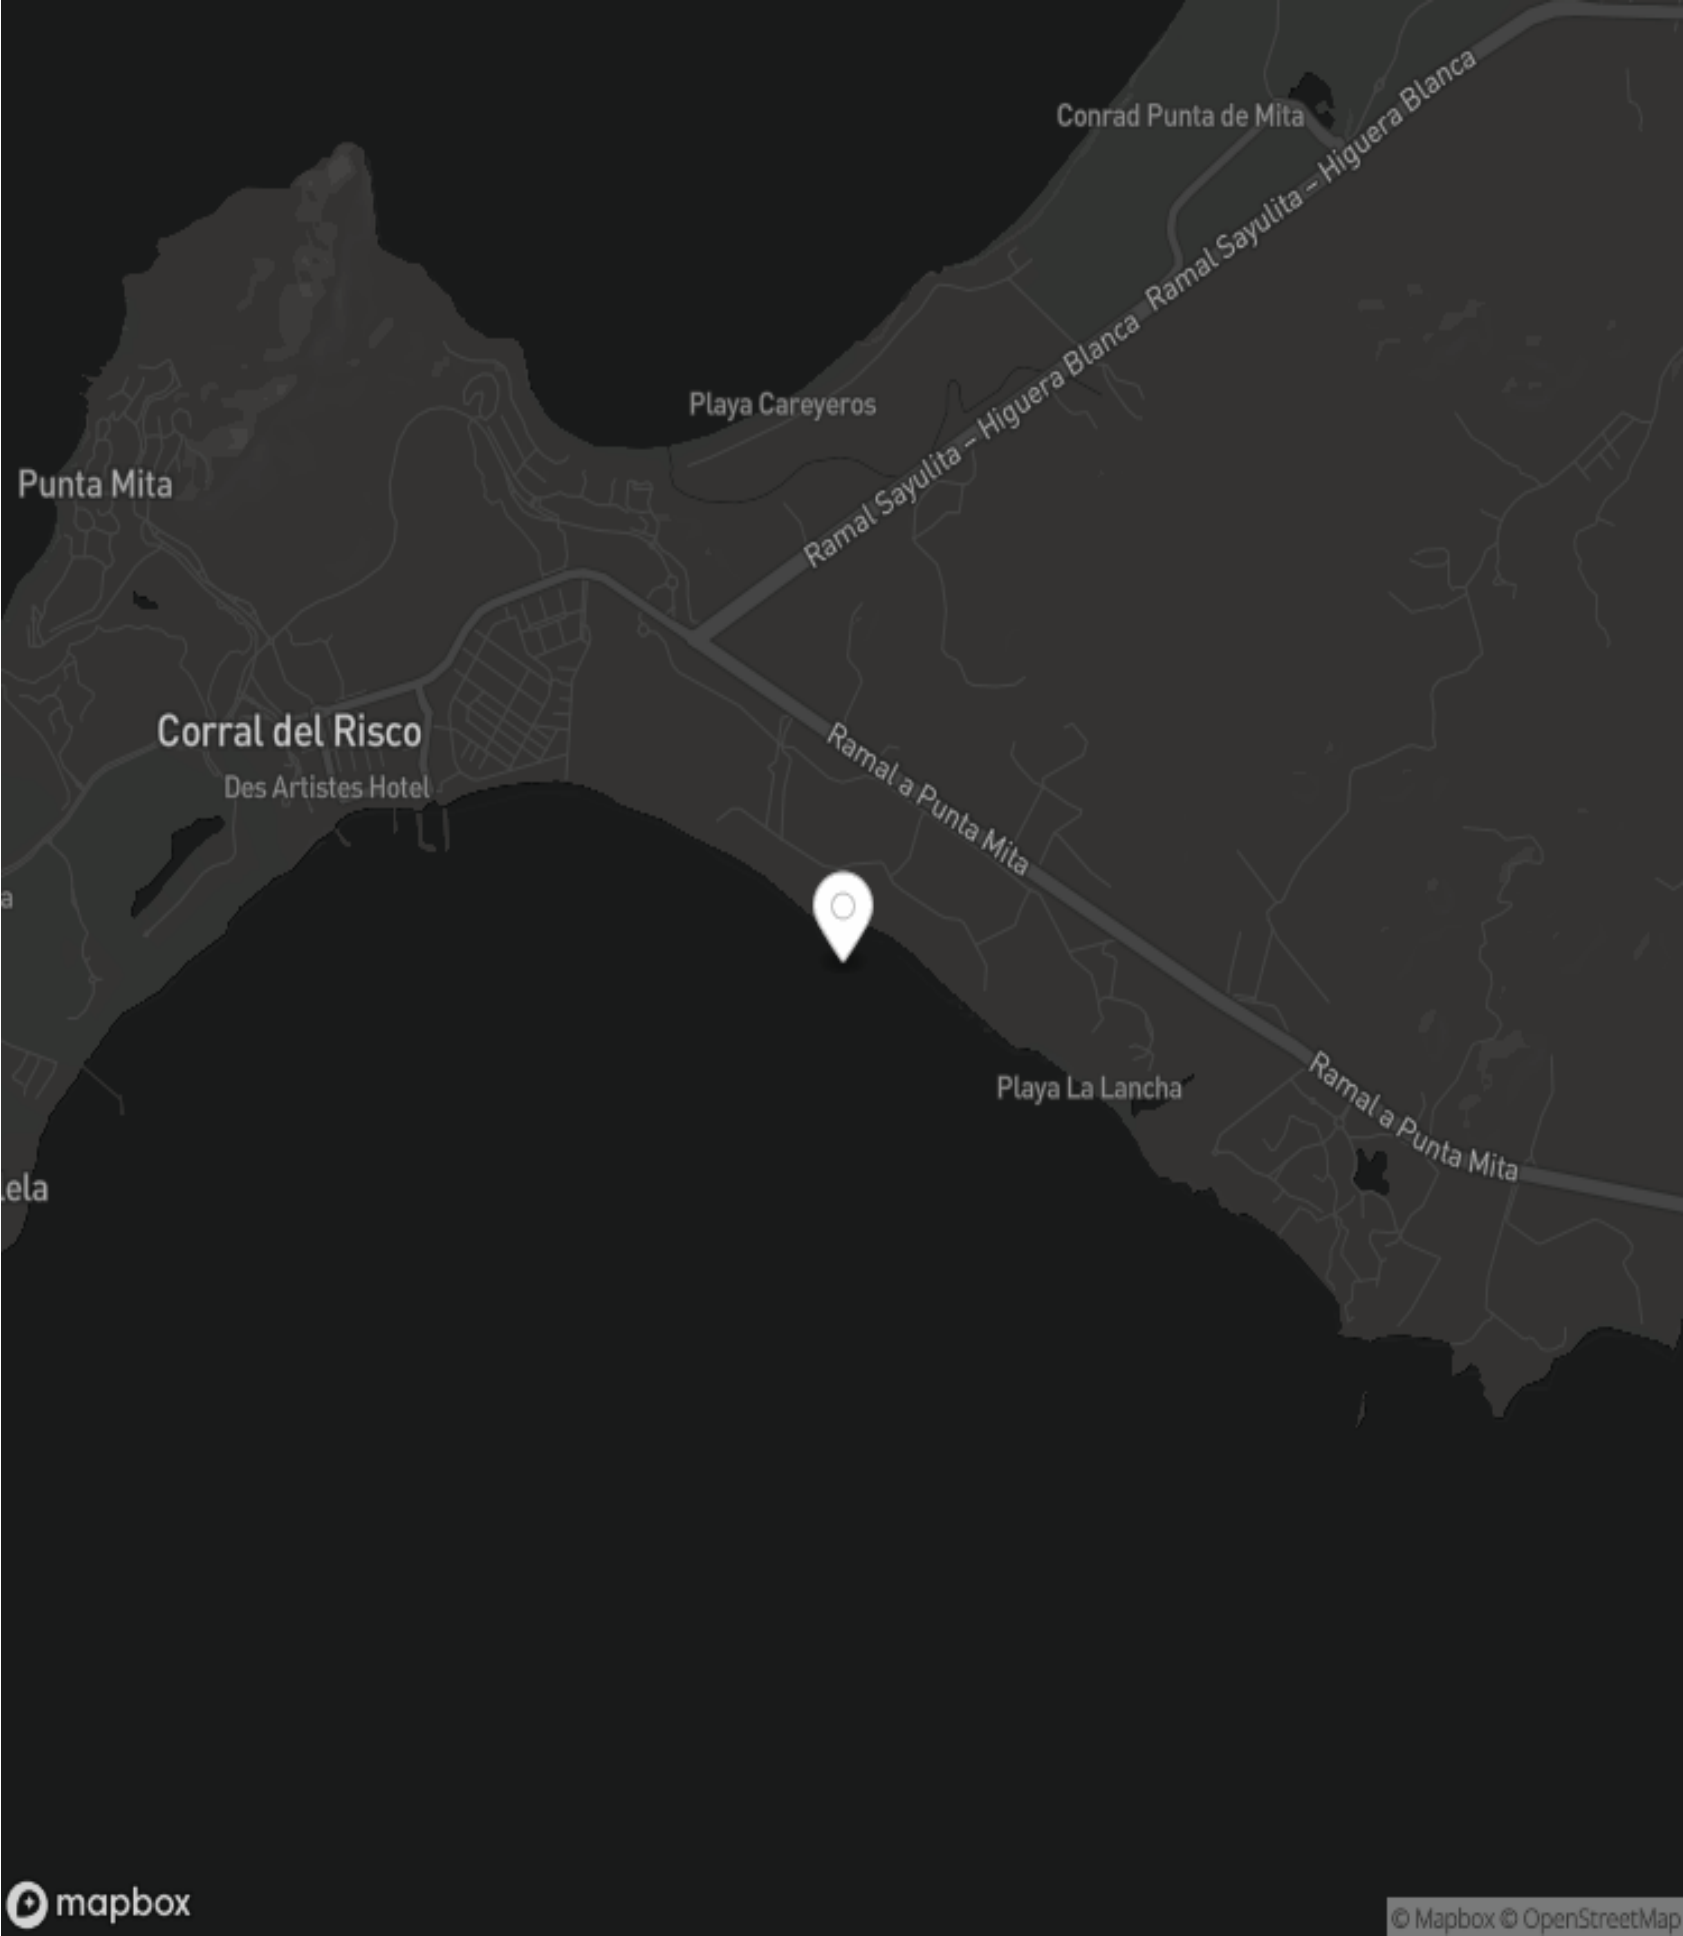 Conrad Punta de Mita
Ramal Sayulita – Higuera Blanca
Ramal Sayulita – Higuera Blanca
Playa Careyeros
Punta Mita
Corral del Risco
Des Artistes Hotel
Ramal a Punta Mita
a
Playa La Lancha
Ramal a Punta Mita
lela
mapbox
© Mapbox © OpenStreetMap